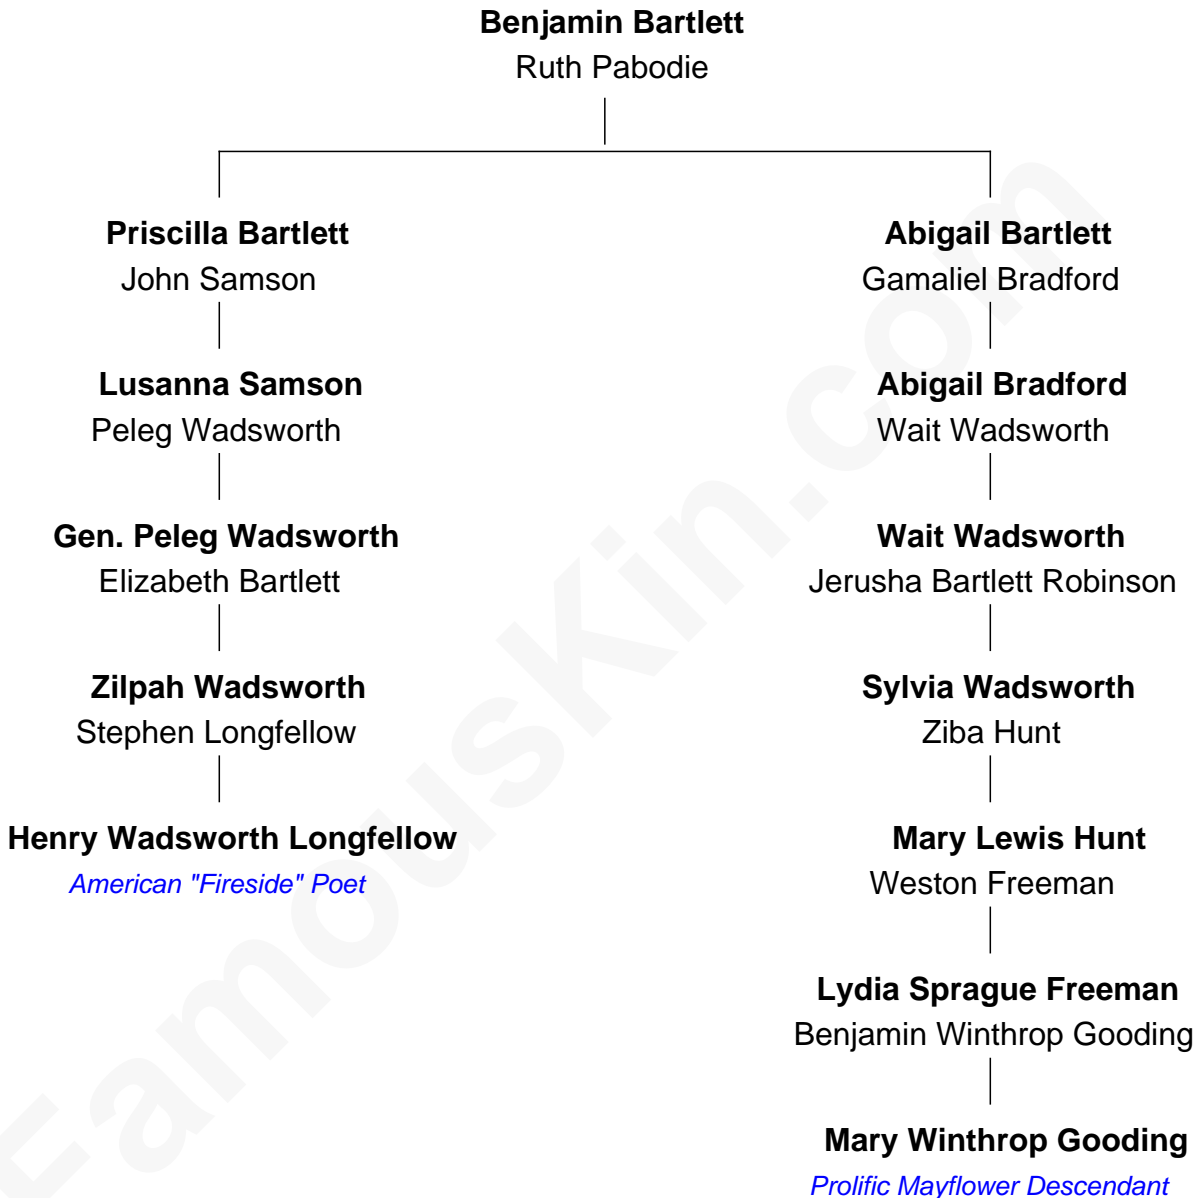 Benjamin Bartlett
Ruth Pabodie
Priscilla Bartlett
John Samson
Abigail Bartlett
Gamaliel Bradford
Lusanna Samson
Peleg Wadsworth
Abigail Bradford
Wait Wadsworth
Gen. Peleg Wadsworth
Elizabeth Bartlett
Wait Wadsworth
Jerusha Bartlett Robinson
Zilpah Wadsworth
Stephen Longfellow
Sylvia Wadsworth
Ziba Hunt
Henry Wadsworth Longfellow
American "Fireside" Poet
Mary Lewis Hunt
Weston Freeman
Lydia Sprague Freeman
Benjamin Winthrop Gooding
Mary Winthrop Gooding
Prolific Mayflower Descendant
FamousKin.com